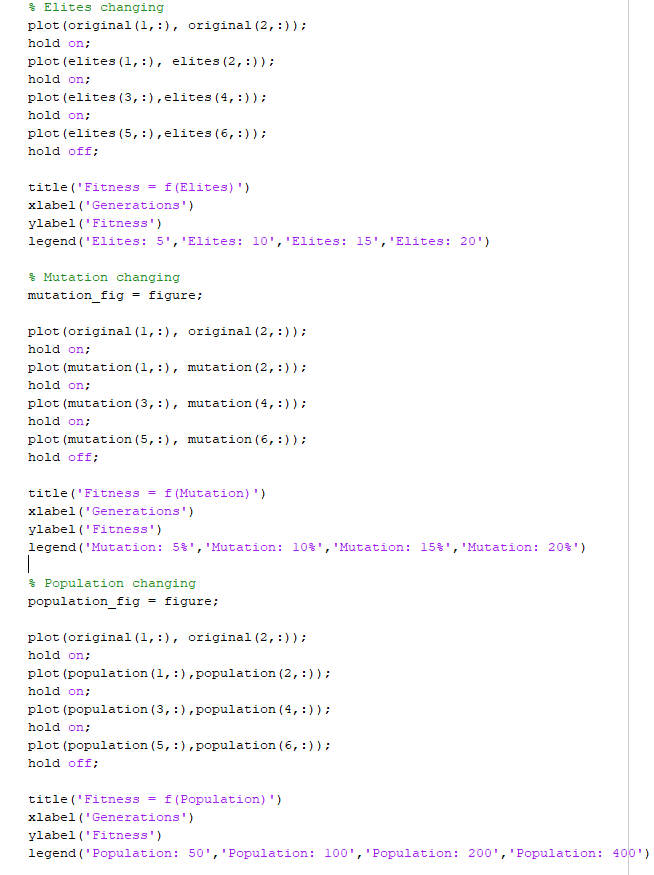 % Elites changing
plot(original(1,:), original(2,:));
hold on;
plot(elites(1,:), elites(2,:));
hold on;
plot(elites(3,:),elites(4,:));
hold on;
plot(elites(5,:),elites(6,:));
hold off;

title('Fitness = f(Elites)')
xlabel('Generations')
ylabel('Fitness')
legend('Elites: 5','Elites: 10','Elites: 15','Elites: 20')

% Mutation changing
mutation_fig = figure;

plot(original(1,:), original(2,:));
hold on;
plot(mutation(1,:), mutation(2,:));
hold on;
plot(mutation(3,:), mutation(4,:));
hold on;
plot(mutation(5,:), mutation(6,:));
hold off;

title('Fitness = f(Mutation)')
xlabel('Generations')
ylabel('Fitness')
legend('Mutation: 5%','Mutation: 10%','Mutation: 15%','Mutation: 20%')

% Population changing
population_fig = figure;

plot(original(1,:), original(2,:));
hold on;
plot(population(1,:),population(2,:));
hold on;
plot(population(3,:),population(4,:));
hold on;
plot(population(5,:),population(6,:));
hold off;

title('Fitness = f(Population)')
xlabel('Generations')
ylabel('Fitness')
legend('Population: 50','Population: 100','Population: 200','Population: 400')